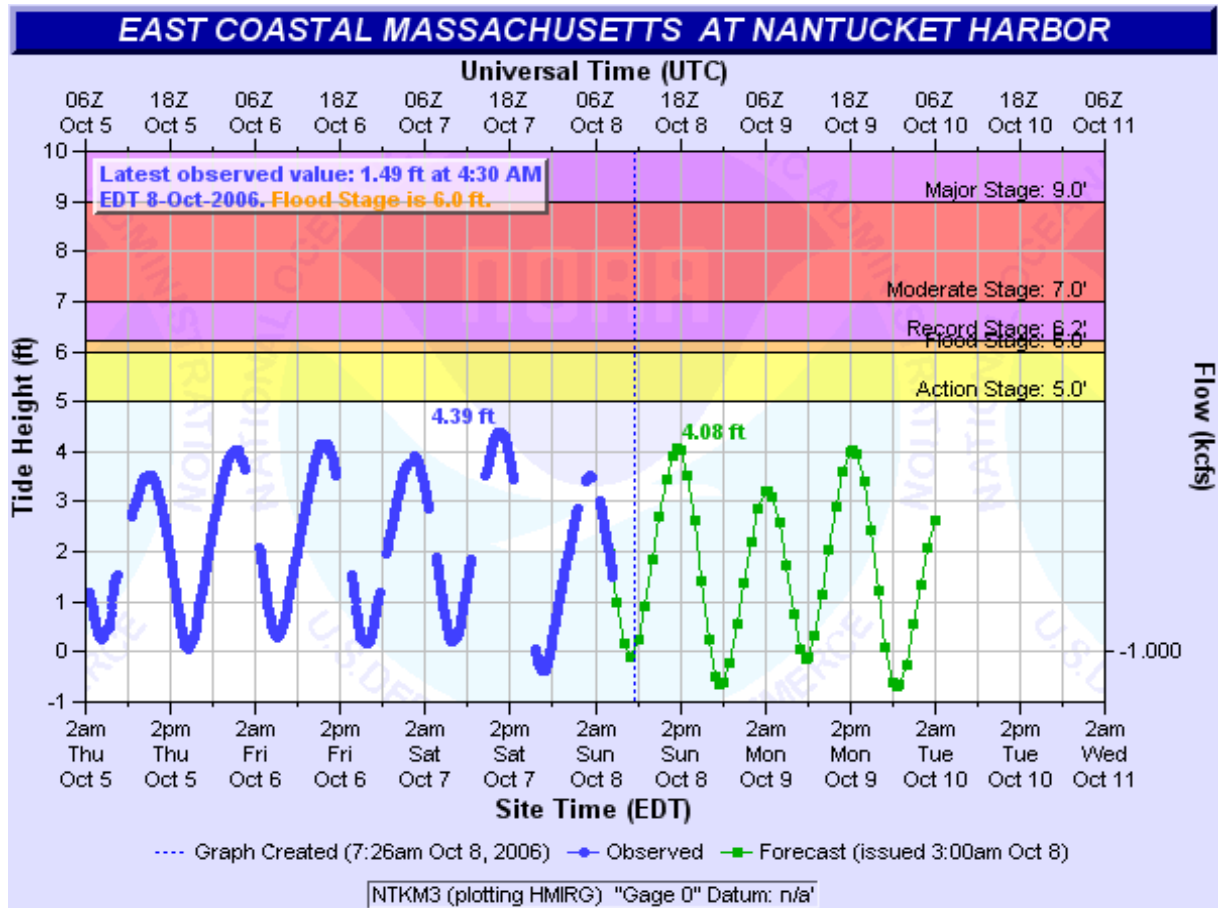 EAST COASTAL MASSACHUSETTS AT NANTUCKET HARBOR
Universal Time (UTC)
06Z 18Z 06Z 18Z 06Z 18Z 06Z 18Z 06Z 18Z 06Z 18Z 06Z
Oct 5 Oct 5 Oct 6 Oct 6 Oct 7 Oct 7 Oct 8 Oct 8 Oct 9 Oct 9 Oct 10 Oct 10 Oct 11
Latest observed value: 1.49 ft at 4:30 AM
EDT 8-Oct-2006. Flood Stage is 6.0 ft.
Tide Height (ft)
10
9
8
7
6
5
4
3
2
1
0
-1
Major Stage: 9.0'
Moderate Stage: 7.0'
Record Stage: 6.2'
Flood Stage: 6.0'
Action Stage: 5.0'
4.39 ft
4.08 ft
NOAA
Flow (kcfs)
-1.000
2am 2pm 2am 2pm 2am 2pm 2am 2pm 2am 2pm 2am 2pm 2am
Thu Thu Fri Fri Sat Sat Sun Sun Mon Mon Tue Tue Wed
Oct 5 Oct 5 Oct 6 Oct 6 Oct 7 Oct 7 Oct 8 Oct 8 Oct 9 Oct 9 Oct 10 Oct 10 Oct 11
Site Time (EDT)
Graph Created (7:26am Oct 8, 2006) Observed Forecast (issued 3:00am Oct 8)
NTKM3 (plotting HMIRG) "Gage 0" Datum: n/a'